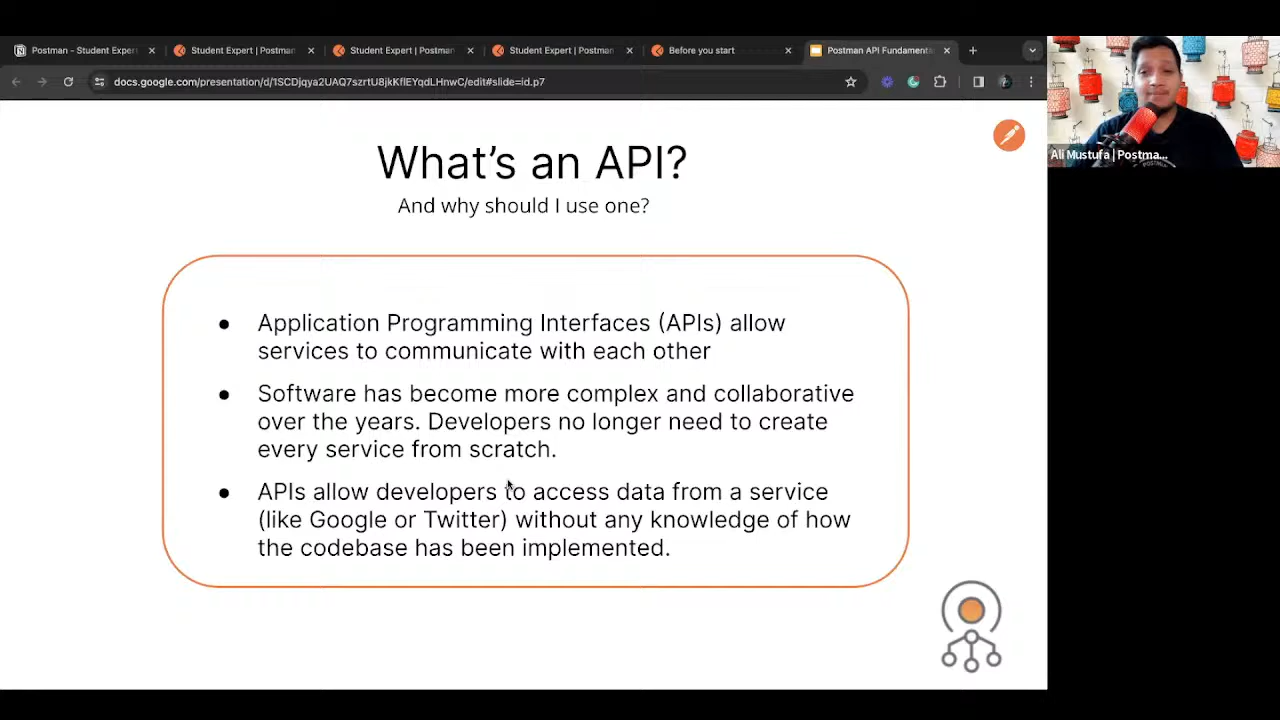 Postman - Student Exper
Student Expert | Postman
Student Expert | Postman
Student Expert | Postman
Before you start
Postman API Fundamenta
docs.google.com/presentation/d/1SCDjqya2UAQ7szrtU8jkKflEYqdLHnwC/edit#slide=id.p7
Ali Mustufa | Postma...
What's an API?
And why should I use one?
● Application Programming Interfaces (APIs) allow
services to communicate with each other
● Software has become more complex and collaborative
over the years. Developers no longer need to create
every service from scratch.
● APIs allow developers to access data from a service
(like Google or Twitter) without any knowledge of how
the codebase has been implemented.